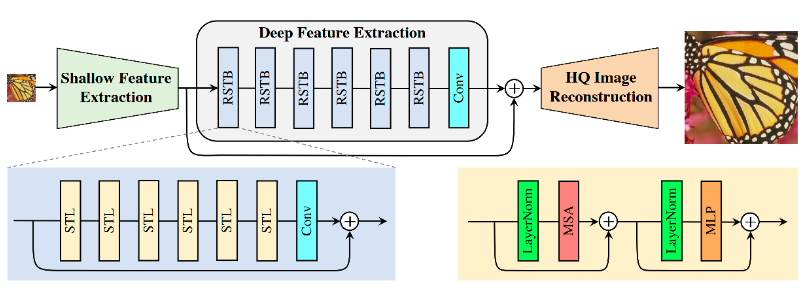 Deep Feature Extraction
Shallow Feature
Extraction
RSTB
RSTB
RSTB
RSTB
RSTB
RSTB
Conv
HQ Image
Reconstruction
STL
STL
STL
STL
STL
STL
Conv
LayerNorm
MSA
LayerNorm
MLP